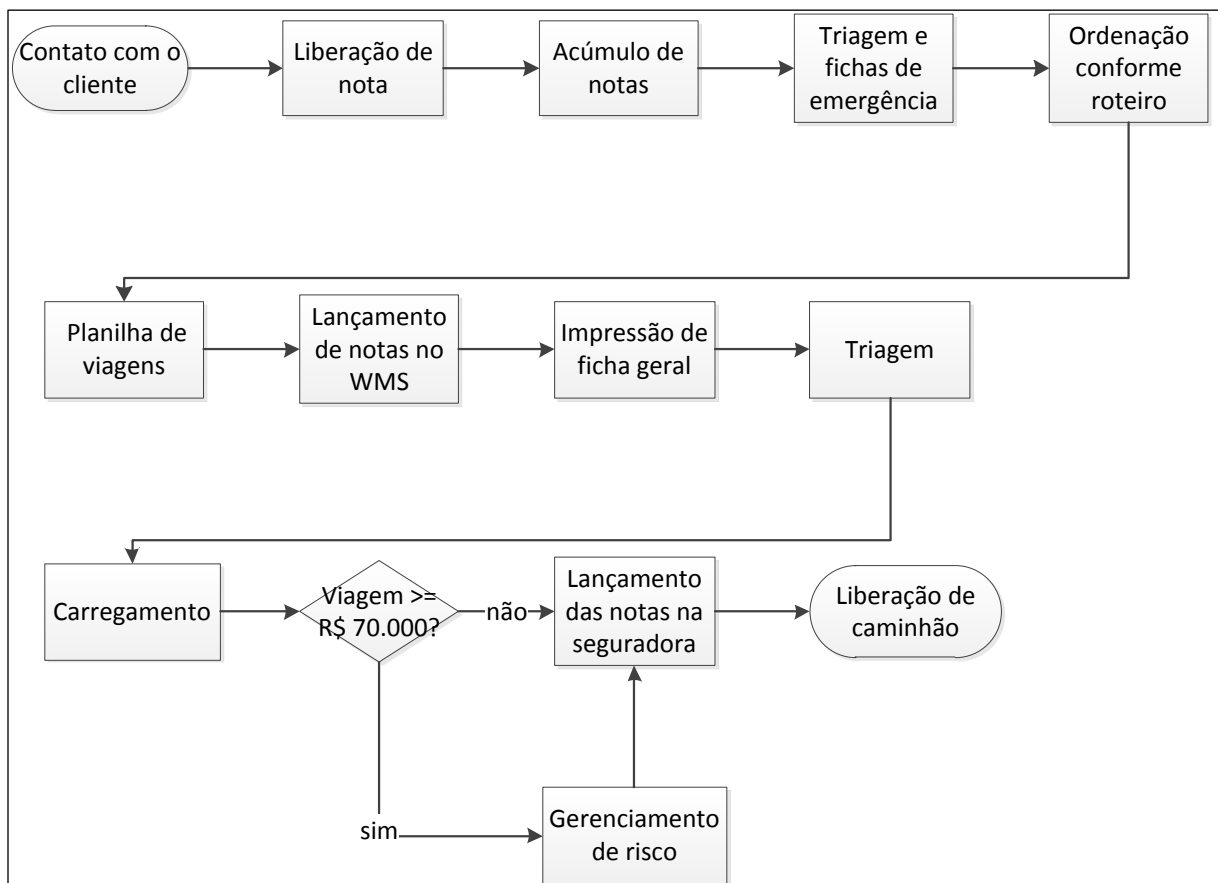 Contato com o
cliente
Liberação de
nota
Acúmulo de
notas
Triagem e
fichas de
emergência
Ordenação
conforme
roteiro
Planilha de
viagens
Lançamento
de notas no
WMS
Impressão de
ficha geral
Triagem
Carregamento
Viagem >=
R$ 70.000?
não
Lançamento
das notas na
seguradora
Liberação de
caminhão
sim
Gerenciamento
de risco